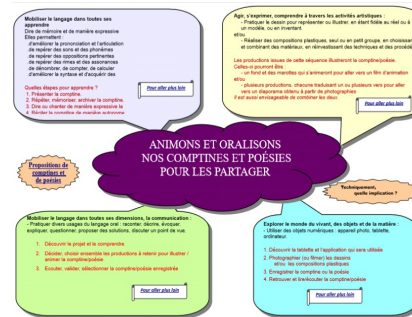 Mobiliser le langage dans toutes ses
apprendre
Dire de mémoire et de manière expressive
Elles permettent :
d'améliorer la prononciation et l'articulation
de repérer des sons et des phonèmes
de repérer des oppositions pertinentes
de repérer des rimes et des assonances
de dénombrer, de compter, de calculer
d'améliorer la syntaxe et d'acquérir des
Quelles étapes pour apprendre ?
1. Présenter la comptine.
2. Répéter, mémoriser, archiver la comptine.
3. Dire ou chanter de manière expressive la
4. Réciter la comptine de manière autonome
Pour aller plus loin
Agir, s'exprimer, comprendre à travers les activités artistiques :
- Pratiquer le dessin pour représenter ou illustrer, en étant fidèle au réel ou à
un modèle, ou en inventant.
et/ou
- Réaliser des compositions plastiques, seul ou en petit groupe, en choisissant
et combinant des matériaux, en réinvestissant des techniques et des procédés
Les productions issues de cette séquence illustreront la comptine/poésie.
Celles-ci pourront être :
- un fond et des marottes qui s'animeront pour aller vers un film d'animation
et/ou
- plusieurs productions, chacune traduisant un ou plusieurs vers pour aller
vers un diaporama obtenu à partir de photographies
Il est aussi envisageable de combiner les deux.
Pour aller plus loin
ANIMONS ET ORALISONS
NOS COMPTINES ET POÉSIES
POUR LES PARTAGER
Propositions de
comptines et
de poésies
Techniquement,
quelle implication ?
Mobiliser le langage dans toutes ses dimensions, la communication :
- Pratiquer divers usages du langage oral : raconter, décrire, évoquer,
expliquer, questionner, proposer des solutions, discuter un point de vue.
1. Découvrir le projet et le comprendre
2. Décider, choisir ensemble les productions à retenir pour illustrer /
animer la comptine/poésie
3. Ecouter, valider, sélectionner la comptine/poésie enregistrée
Pour aller plus loin
Explorer le monde du vivant, des objets et de la matière :
- Utiliser des objets numériques : appareil photo, tablette,
ordinateur.
1. Découvrir la tablette et l'application qui sera utilisée
2. Photographier (ou filmer) les dessins
et/ou les compositions plastiques
3. Enregistrer la comptine ou la poésie
4. Retrouver et lire/écouter la comptine/poésie
Pour aller plus loin